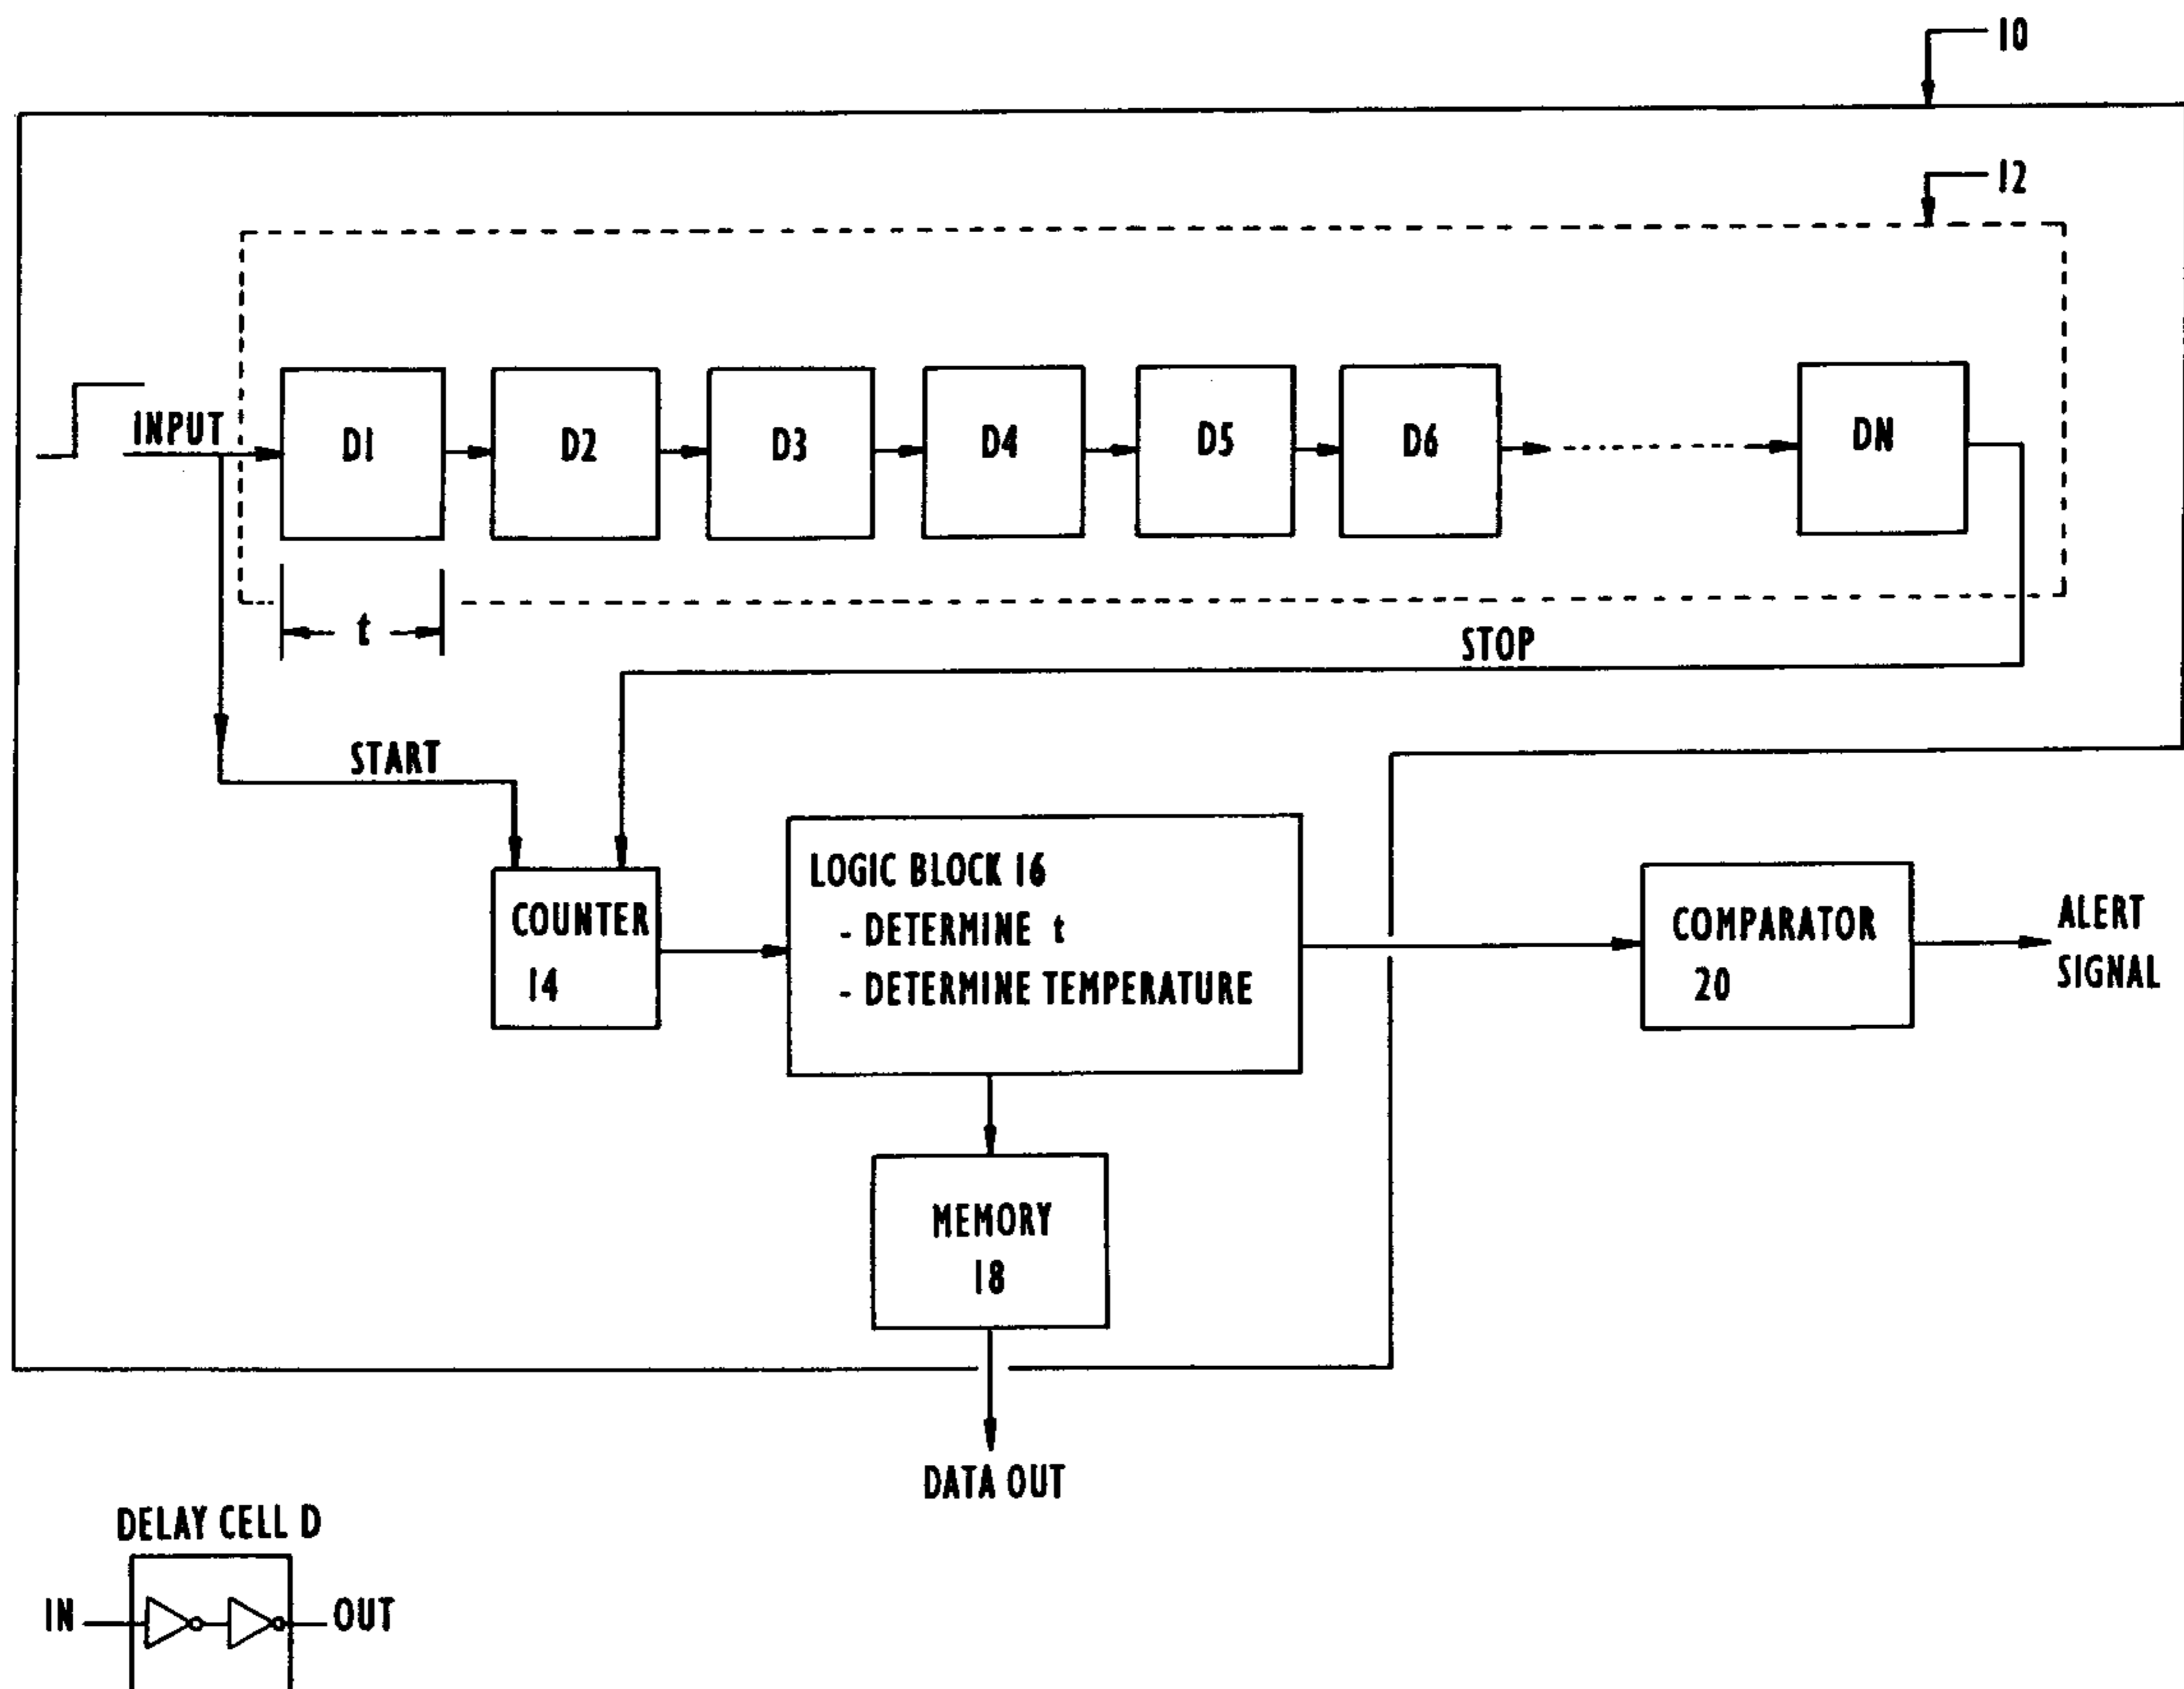 10
12
INPUT
D1
D2
D3
D4
D5
D6
DN
t
STOP
START
COUNTER
14
LOGIC BLOCK 16
- DETERMINE t
- DETERMINE TEMPERATURE
COMPARATOR
20
ALERT
SIGNAL
MEMORY
18
DATA OUT
DELAY CELL D
IN
OUT